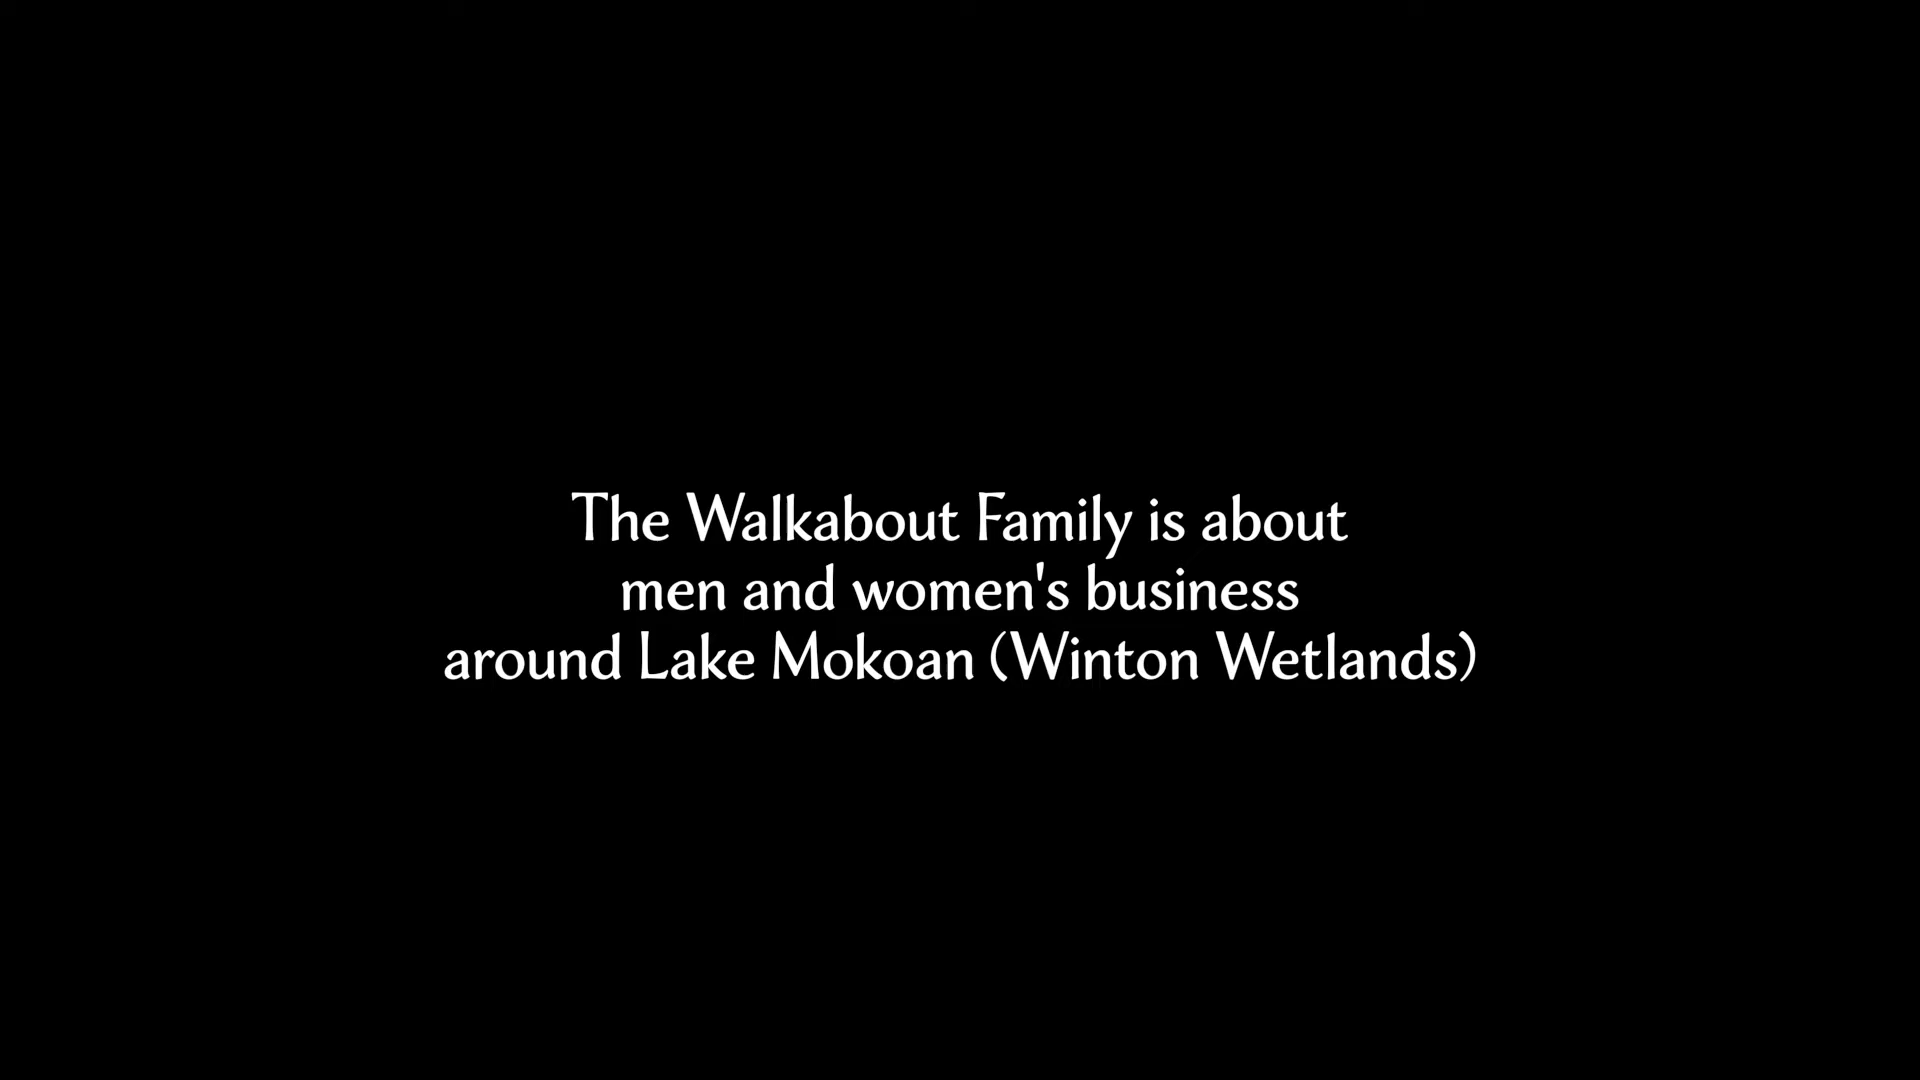 The Walkabout Family is about
men and women's business
around Lake Mokoan (Winton Wetlands)